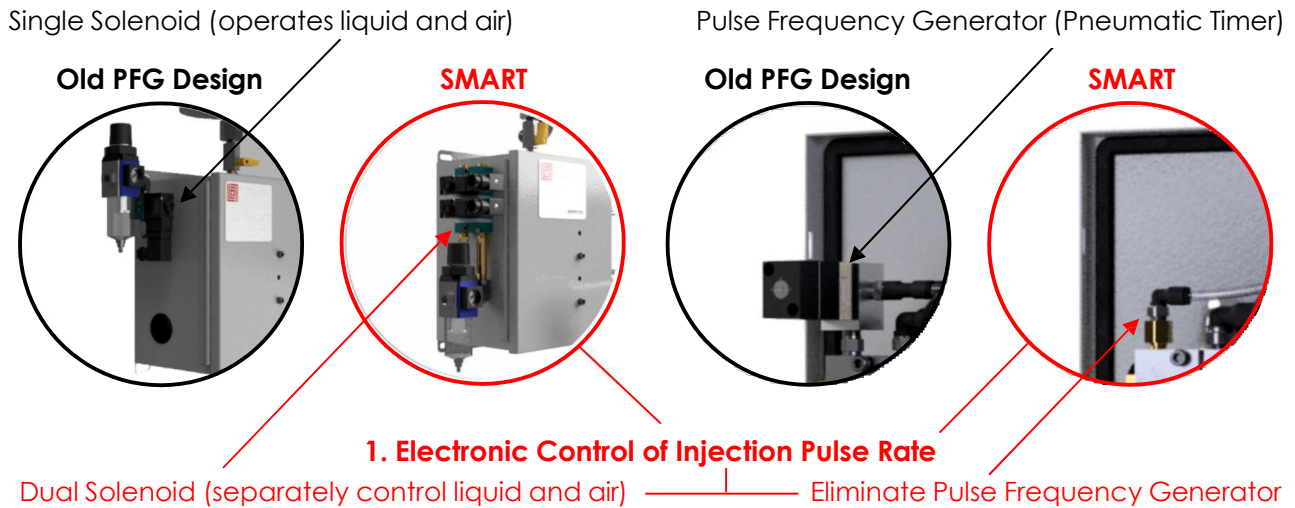 Single Solenoid (operates liquid and air)
Pulse Frequency Generator (Pneumatic Timer)
Old PFG Design
SMART
Old PFG Design
SMART
1. Electronic Control of Injection Pulse Rate
Dual Solenoid (separately control liquid and air)
Eliminate Pulse Frequency Generator